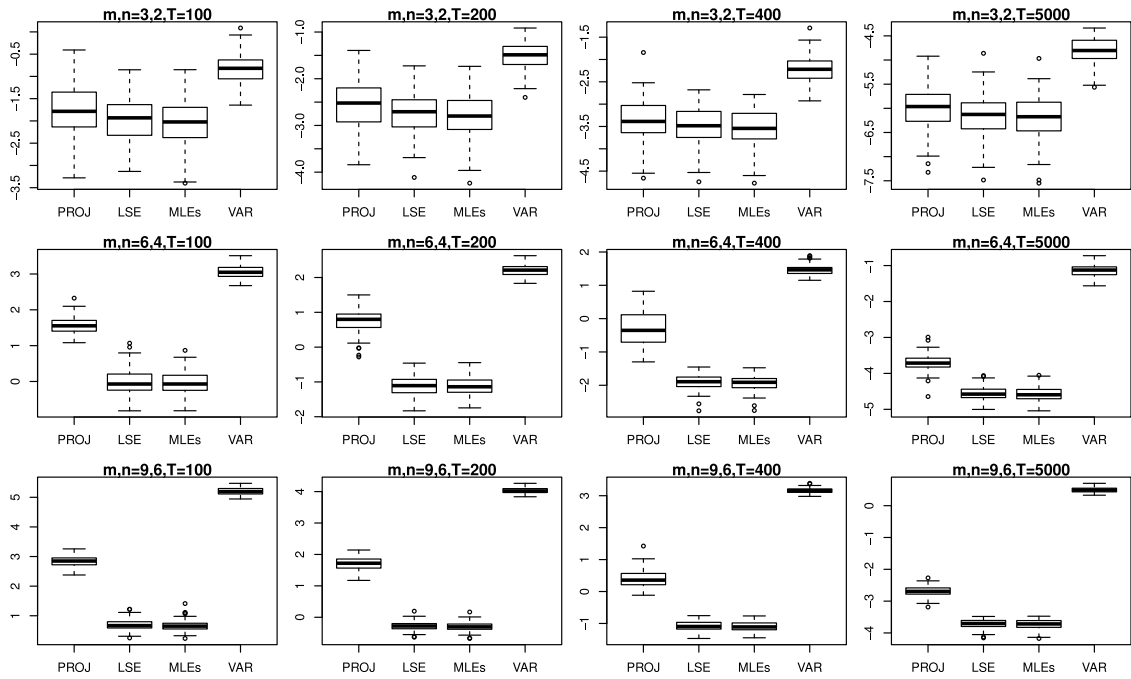 m,n=3,2,T=100
−0.5
−1.5
−2.5
−3.5
PROJ LSE MLEs VAR
m,n=3,2,T=200
−1.0
−2.0
−3.0
−4.0
PROJ LSE MLEs VAR
m,n=3,2,T=400
−1.5
−2.5
−3.5
−4.5
PROJ LSE MLEs VAR
m,n=3,2,T=5000
−4.5
−5.5
−6.5
−7.5
PROJ LSE MLEs VAR
m,n=6,4,T=100
3
2
1
0
PROJ LSE MLEs VAR
m,n=6,4,T=200
2
1
0
−1
−2
PROJ LSE MLEs VAR
m,n=6,4,T=400
2
1
0
−1
−2
PROJ LSE MLEs VAR
m,n=6,4,T=5000
−1
−2
−3
−4
−5
PROJ LSE MLEs VAR
m,n=9,6,T=100
5
4
3
2
1
PROJ LSE MLEs VAR
m,n=9,6,T=200
4
3
2
1
0
PROJ LSE MLEs VAR
m,n=9,6,T=400
3
2
1
0
−1
PROJ LSE MLEs VAR
m,n=9,6,T=5000
0
−1
−2
−3
−4
PROJ LSE MLEs VAR